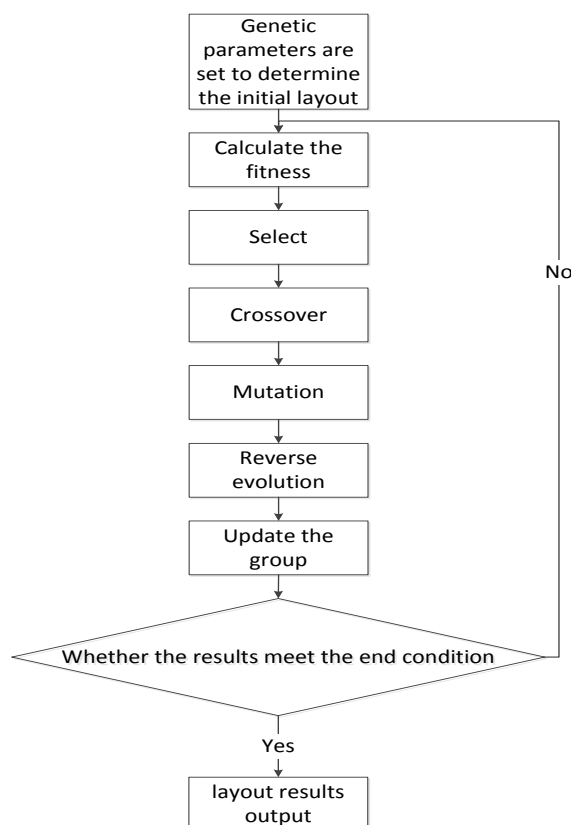 Genetic
parameters are
set to determine
the initial layout
Calculate the
fitness
Select
No
Crossover
Mutation
Reverse
evolution
Update the
group
Whether the results meet the end condition
Yes
layout results
output